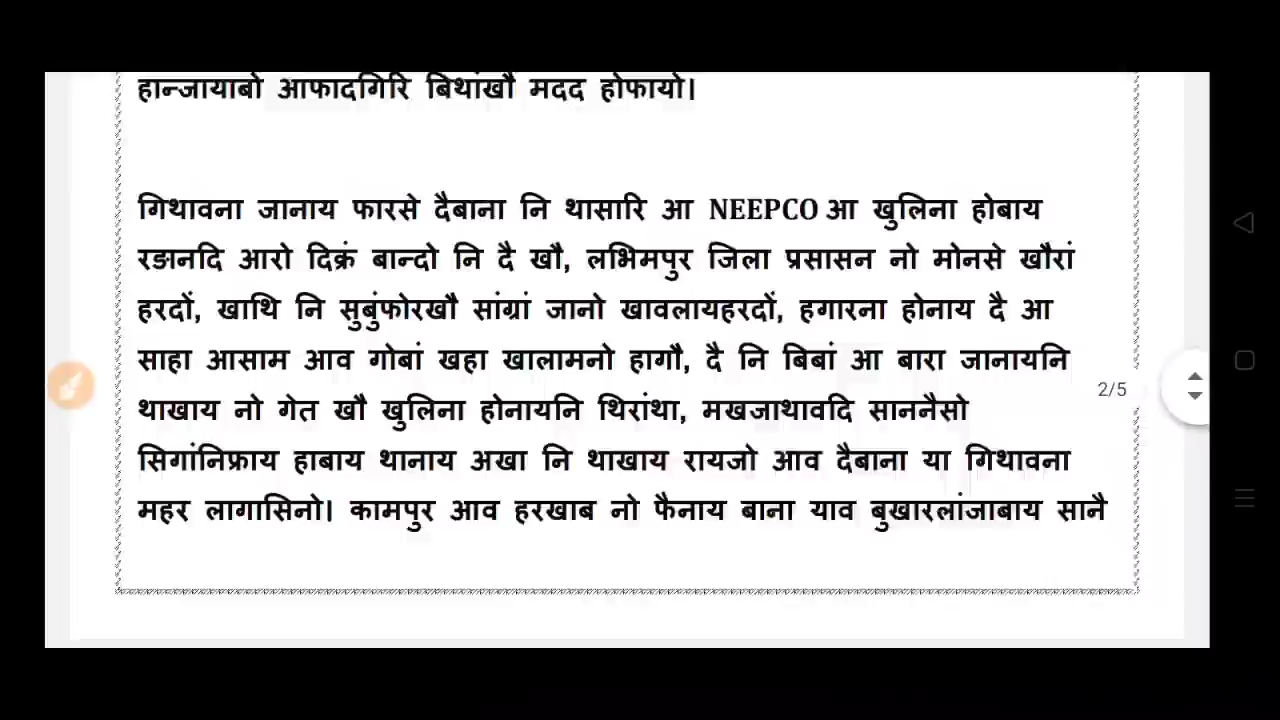 हान्जायाबो आफादगिरि बिथांखौ मदद होफायो।
गिथावना जानाय फारसे दैबाना नि थासारि आ NEEPCO आ खुलिना होबाय
रङानदि आरो दिक्रं बान्दो नि दै खौ, लभिमपुर जिला प्रसासन नो मोनसे खौरां
हरदों, खाथि नि सुबुंफोरखौ सांग्रां जानो खावलायहरदों, हगारना होनाय दै आ
साहा आसाम आव गोबां खहा खालामनो हागौ, दै नि बिबां आ बारा जानायनि
थाखाय नो गेत खौ खुलिना होनायनि थिरांथा, मखजाथावदि साननैसो
सिगांनिफ्राय हाबाय थानाय अखा नि थाखाय रायजो आव दैबाना या गिथावना
महर लागासिनो। कामपुर आव हरखाब नो फैनाय बाना याव बुखारलांजाबाय सानै
2/5